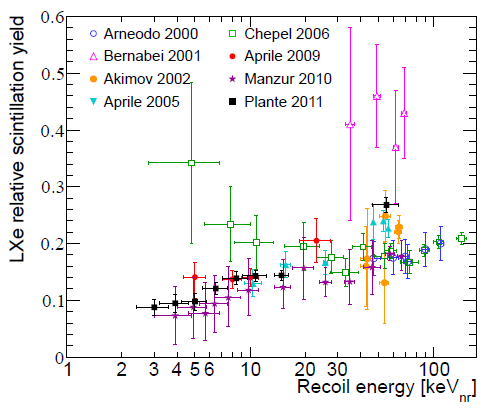 LXe relative scintillation yield
0.6
0.5
0.4
0.3
0.2
0.1
0
Arneodo 2000
Bernabei 2001
Akimov 2002
Aprile 2005
Chepel 2006
Aprile 2009
Manzur 2010
Plante 2011
1 2 3 4 5 6 10 20 30 100
Recoil energy [keVnr]